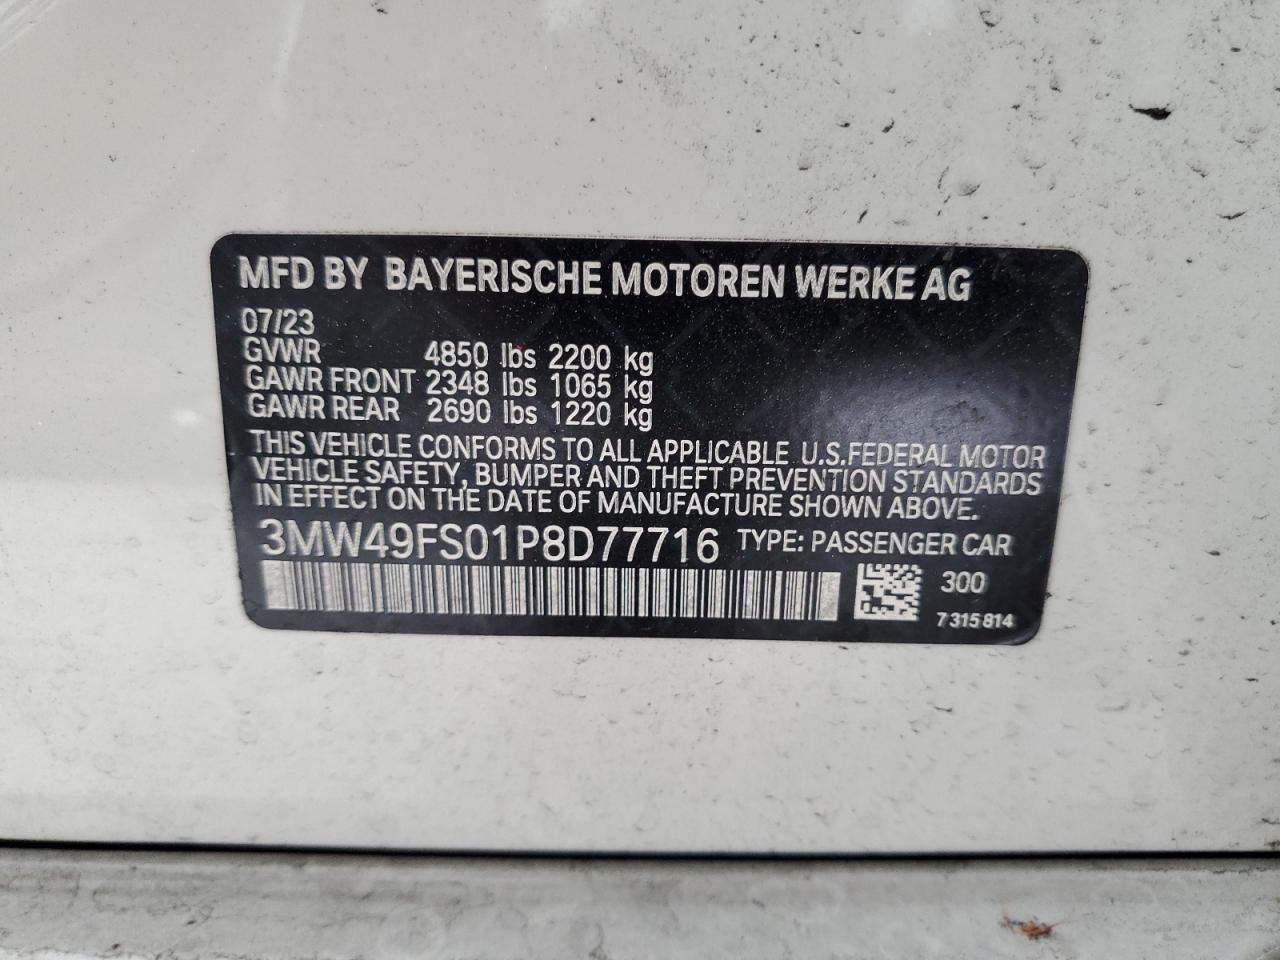 MFD BY BAYERISCHE MOTOREN WERKE AG
07/23
GVWR 4850 lbs 2200 kg
GAWR FRONT 2348 lbs 1065 kg
GAWR REAR 2690 lbs 1220 kg
THIS VEHICLE CONFORMS TO ALL APPLICABLE U.S.FEDERAL MOTOR
VEHICLE SAFETY, BUMPER AND THEFT PREVENTION STANDARDS
IN EFFECT ON THE DATE OF MANUFACTURE SHOWN ABOVE.
3MW49FS01P8D77716 TYPE: PASSENGER CAR
300
7 315 814